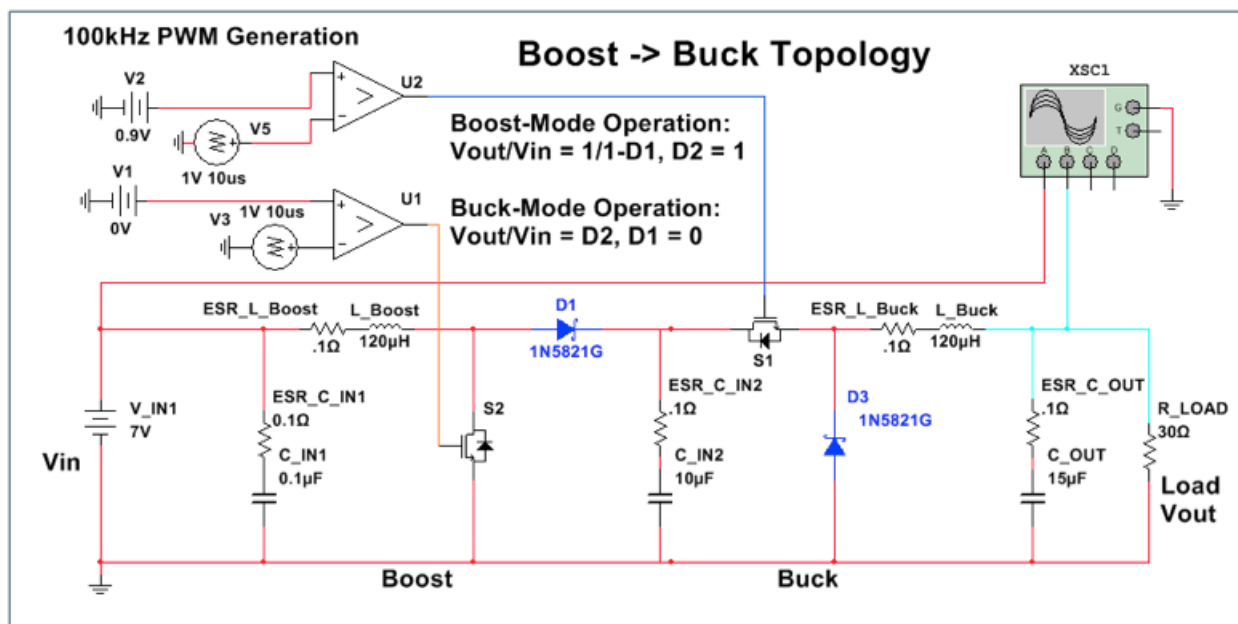 100kHz PWM Generation
Boost -> Buck Topology
XSC1
V2
U2
G
0.9V
V5
T
Boost-Mode Operation:
Vout/Vin = 1/1-D1, D2 = 1
A B C D
1V 10us
V1
U1
0V
V3
1V 10us
Buck-Mode Operation:
Vout/Vin = D2, D1 = 0
ESR_L_Boost
L_Boost
D1
ESR_L_Buck
L_Buck
.1Ω
120µH
1N5821G
S1
.1Ω
120µH
V_IN1
7V
ESR_C_IN1
0.1Ω
S2
ESR_C_IN2
.1Ω
D3
1N5821G
ESR_C_OUT
.1Ω
R_LOAD
30Ω
Vin
C_IN1
0.1µF
C_IN2
10µF
C_OUT
15µF
Load
Vout
Boost
Buck
+
−
>
+
−
>
+
+